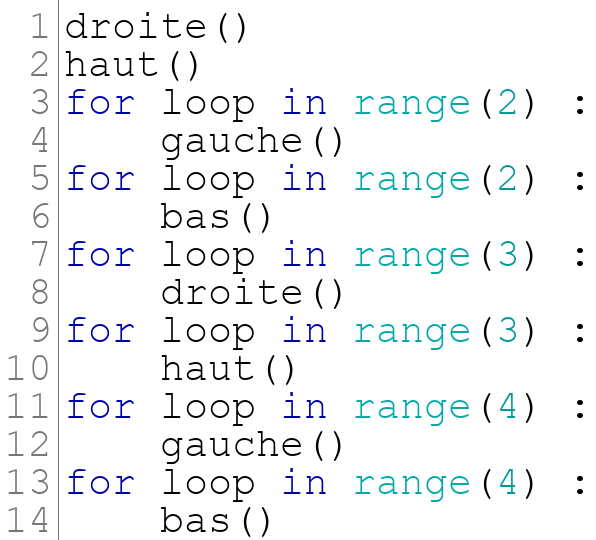 1 droite()
2 haut()
3 for loop in range(2) :
4     gauche()
5 for loop in range(2) :
6     bas()
7 for loop in range(3) :
8     droite()
9 for loop in range(3) :
10     haut()
11 for loop in range(4) :
12     gauche()
13 for loop in range(4) :
14     bas()